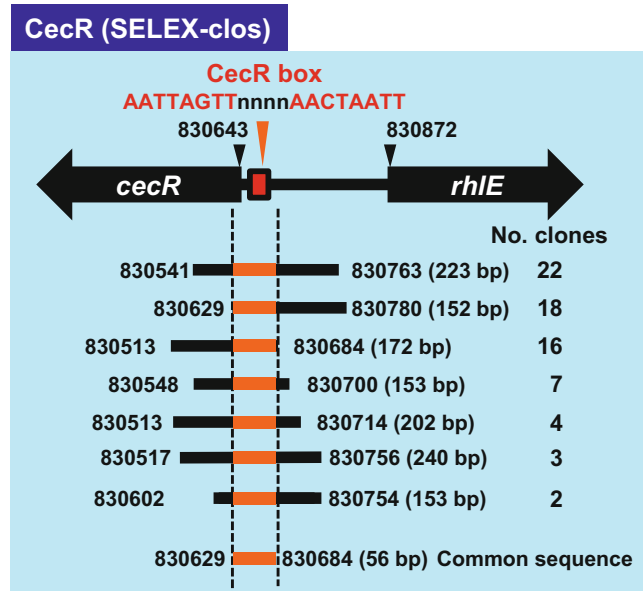 CecR (SELEX-clos)
CecR box
AATTAGTTnnnnAACTAATT
830643 830872
cecR rhlE
No. clones
830541 830763 (223 bp) 22
830629 830780 (152 bp) 18
830513 830684 (172 bp) 16
830548 830700 (153 bp) 7
830513 830714 (202 bp) 4
830517 830756 (240 bp) 3
830602 830754 (153 bp) 2
830629 830684 (56 bp) Common sequence